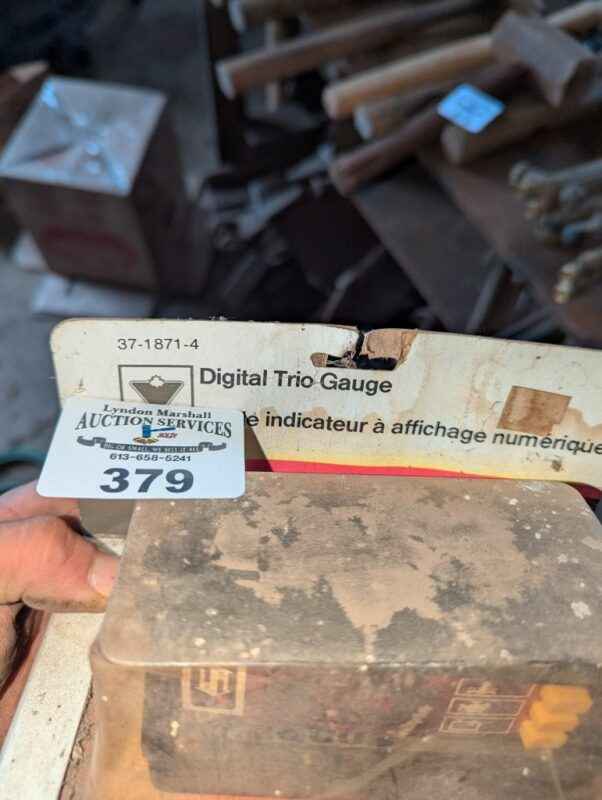 37-1871-4
Digital Trio Gauge
le indicateur à affichage numérique
Lyndon Marshall
AUCTION SERVICES
613-658-5241
379